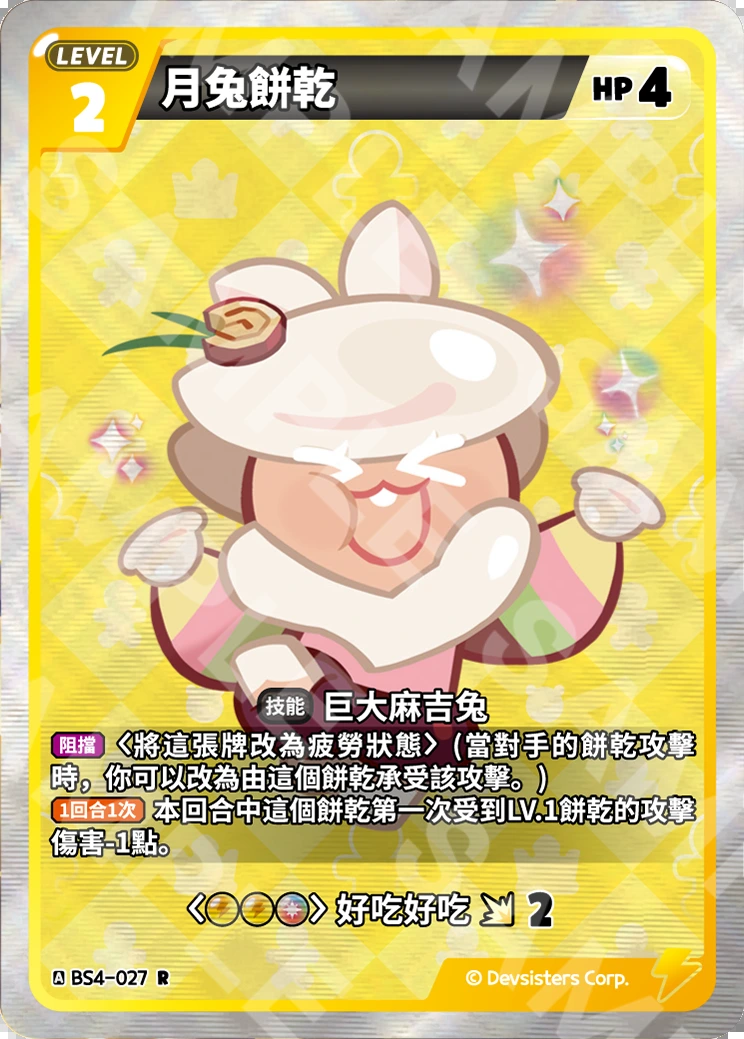 LEVEL
2
月兔餅乾
HP 4
技能 巨大麻吉兔
阻擋 〈將這張牌改為疲勞狀態〉(當對手的餅乾攻擊
時，你可以改為由這個餅乾承受該攻擊。)
1回合1次 本回合中這個餅乾第一次受到LV.1餅乾的攻擊
傷害-1點。
〈〉好吃好吃 2
A BS4-027 R
© Devsisters Corp.
SAMPLE